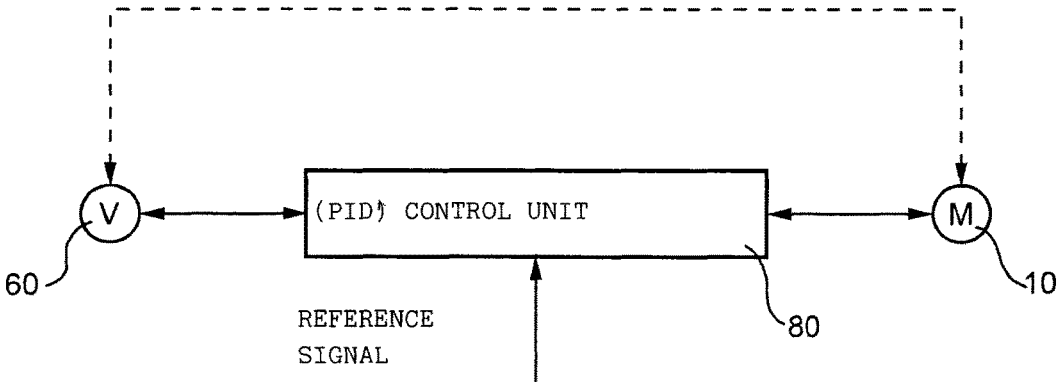 V
(PID) CONTROL UNIT
M
60
80
10
REFERENCE
SIGNAL